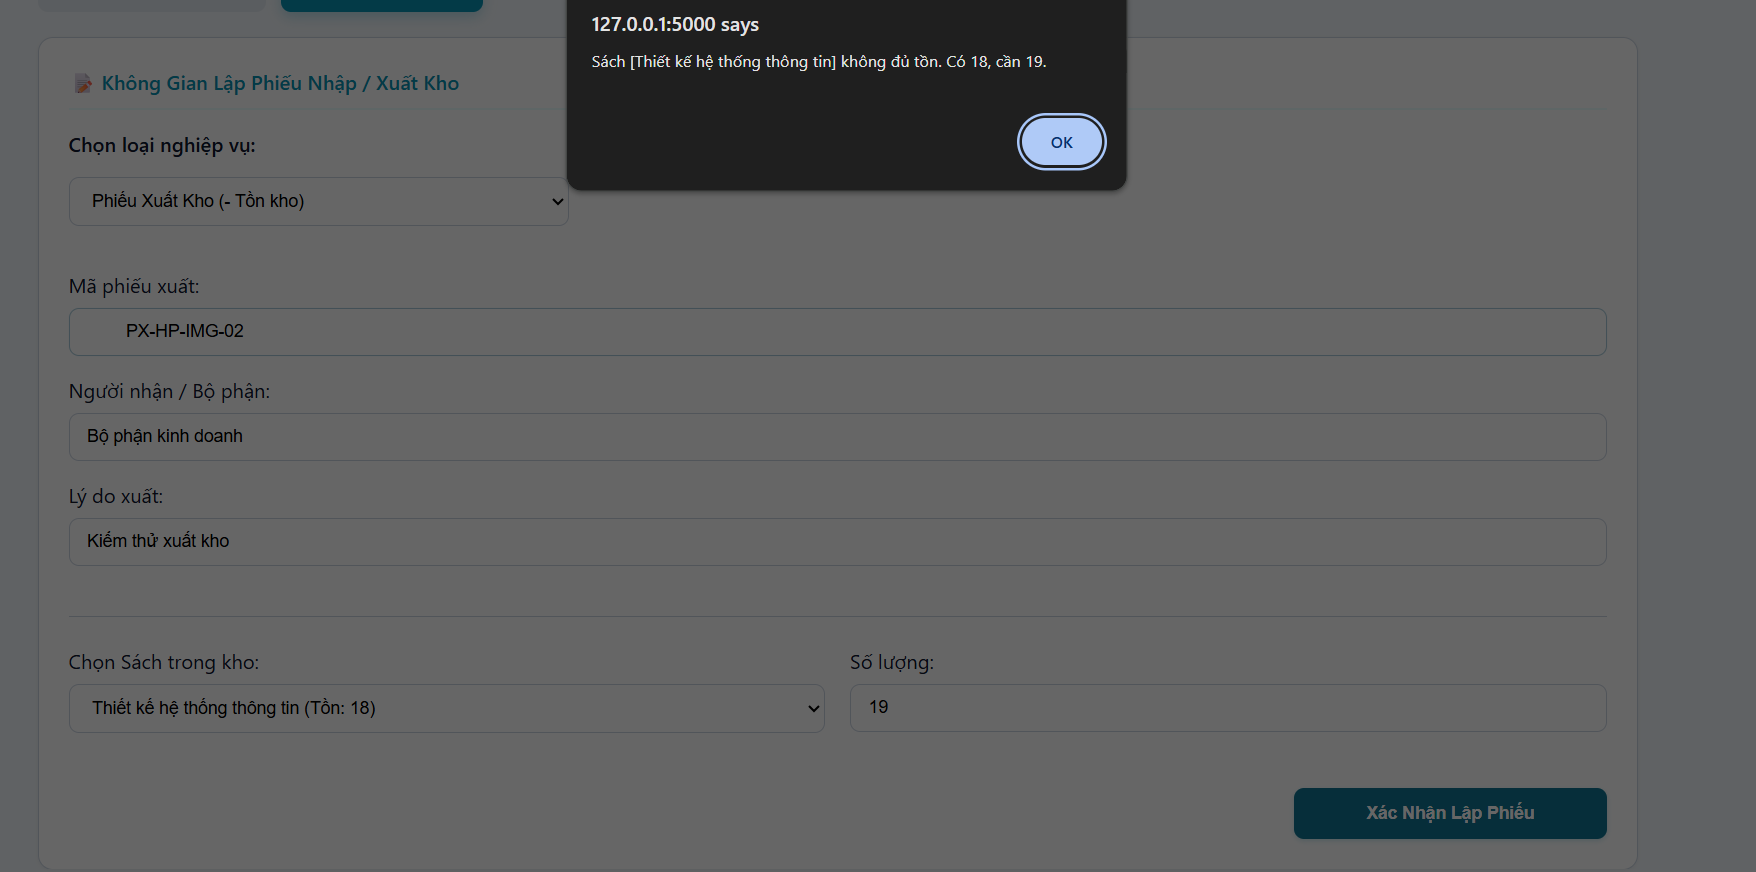 127.0.0.1:5000 says
Sách [Thiết kế hệ thống thông tin] không đủ tồn. Có 18, cần 19.
OK
Không Gian Lập Phiếu Nhập / Xuất Kho
Chọn loại nghiệp vụ:
Phiếu Xuất Kho (- Tồn kho)
Mã phiếu xuất:
PX-HP-IMG-02
Người nhận / Bộ phận:
Bộ phận kinh doanh
Lý do xuất:
Kiểm thử xuất kho
Chọn Sách trong kho:
Số lượng:
Thiết kế hệ thống thông tin (Tồn: 18)
19
Xác Nhận Lập Phiếu